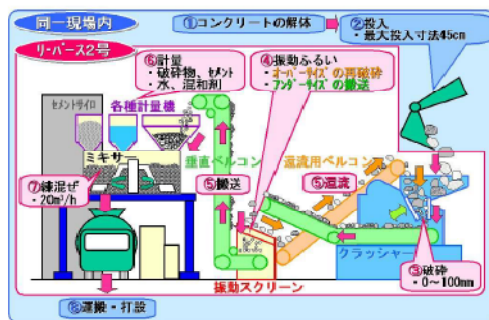 同一現場内
①コンクリートの解体
②投入
・最大投入寸法45cm
リ・バース2号
⑥計量
・破砕物、セメント
・水、混和剤
④振動ふるい
・オーバーサイズの再破砕
・アンダーサイズの搬送
セメントサイロ
各種計量機
ミキサー
垂直ベルコン
還流用ベルコン
⑦練混ぜ
・20m³/h
⑤搬送
⑤還流
クラッシャー
③破砕
・0～100mm
振動スクリーン
⑧運搬・打設